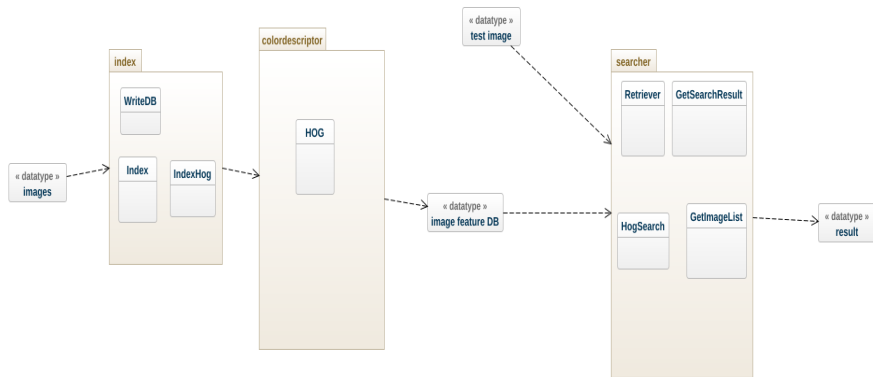 « datatype »
test image
colordescriptor
index
searcher
WriteDB
Retriever
GetSearchResult
HOG
« datatype »
images
Index
IndexHog
« datatype »
image feature DB
HogSearch
GetImageList
« datatype »
result